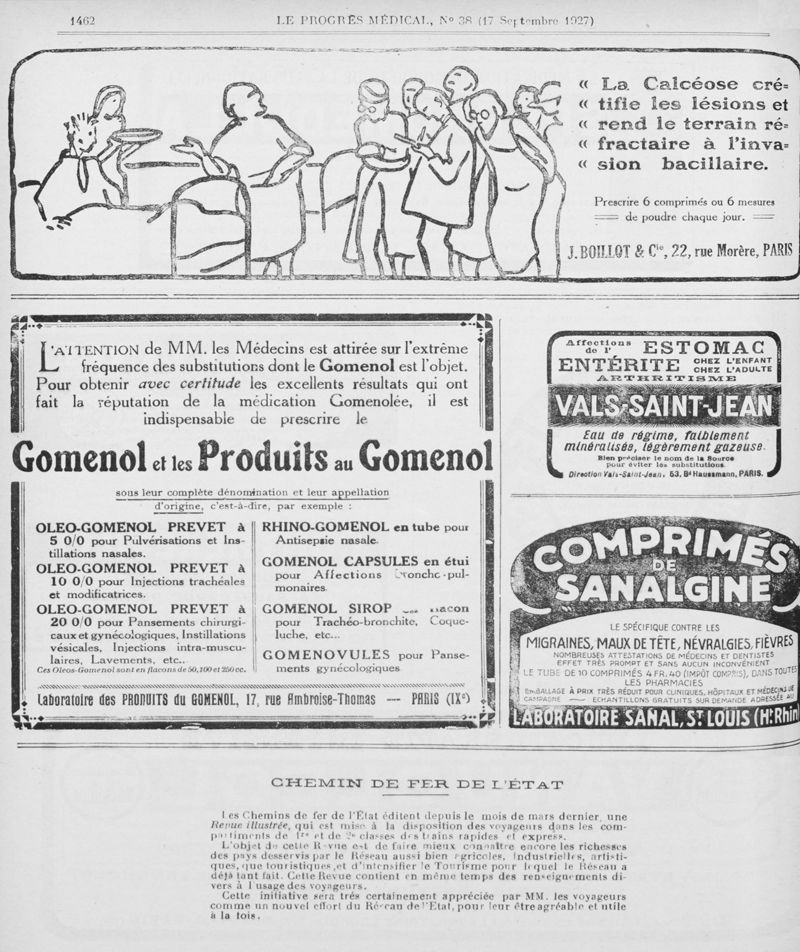 1462
LE PROGRÈS MÉDICAL, N° 38 (17 Septembre 1927)
« La Calcéose cré=
« tifie les lésions et
« rend le terrain ré=
« fractaire à l'inva=
« sion bacillaire.
Prescrire 6 comprimés ou 6 mesures
de poudre chaque jour.
J. BOILLOT & Cie, 22, rue Morère, PARIS
L'ATTENTION de MM. les Médecins est attirée sur l'extrême
fréquence des substitutions dont le Gomenol est l'objet.
Pour obtenir avec certitude les excellents résultats qui ont
fait la réputation de la médication Gomenolée, il est
indispensable de prescrire le
Gomenol et les Produits au Gomenol
sous leur complète dénomination et leur appellation
d'origine, c'est-à-dire, par exemple :
OLEO-GOMENOL PREVET à
5 0/0 pour Pulvérisations et Ins-
tillations nasales.
OLEO-GOMENOL PREVET à
10 0/0 pour Injections trachéales
et modificatrices.
OLEO-GOMENOL PREVET à
20 0/0 pour Pansements chirurgi-
caux et gynécologiques, Instillations
vésicales, Injections intra-muscu-
laires, Lavements, etc..
Ces Oleos-Gomenol sont en flacons de 50, 100 et 250 cc.
RHINO-GOMENOL en tube pour
Antisepsie nasale.
GOMENOL CAPSULES en étui
pour Affections broncho-pul-
monaires
GOMENOL SIROP flacon
pour Trachéo-bronchite, Coque-
luche, etc...
GOMENOVULES pour Panse-
ments gynécologiques
Laboratoire des PRODUITS du GOMENOL, 17, rue Ambroise-Thomas — PARIS (IXe)
Affections
de l'
ESTOMAC
ENTÉRITE CHEZ L'ENFANT
CHEZ L'ADULTE
ARTHRITISME
VALS-SAINT-JEAN
Eau de régime, faiblement
minéralisée, légèrement gazeuse.
Bien préciser le nom de la Source
pour éviter les substitutions.
Direction Vals-Saint-Jean, 53, Bd Haussmann, PARIS.
COMPRIMÉS
DE
SANALGINE
LE SPÉCIFIQUE CONTRE LES
MIGRAINES, MAUX DE TÊTE, NÉVRALGIES, FIÈVRES
NOMBREUSES ATTESTATIONS DE MÉDECINS ET DENTISTES
EFFET TRÈS PROMPT ET SANS AUCUN INCONVÉNIENT
LE TUBE DE 10 COMPRIMÉS 4 FR. 40 (IMPÔT COMPRIS), DANS TOUTES
LES PHARMACIES
EMBALLAGE À PRIX TRÈS RÉDUIT POUR CLINIQUES, HÔPITAUX ET MÉDECINS DE
CAMPAGNE — ECHANTILLONS GRATUITS SUR DEMANDE ADRESSÉE AU
LABORATOIRE SANAL, ST LOUIS (Ht Rhin)
CHEMIN DE FER DE L'ÉTAT
Les Chemins de fer de l'État éditent depuis le mois de mars dernier, une
Revue illustrée, qui est mise à la disposition des voyageurs dans les com-
partiments de 1re et de 2e classes des trains rapides et express.
L'objet de cette Revue est de faire mieux connaître encore les richesses
des pays desservis par le Réseau aussi bien agricoles, industrielles, artisti-
ques, que touristiques, et d'intensifier le Tourisme pour lequel le Réseau a
déjà tant fait. Cette Revue contient en même temps des renseignements di-
vers à l'usage des voyageurs.
Cette initiative sera très certainement appréciée par MM. les voyageurs
comme un nouvel effort du Réseau de l'État, pour leur être agréable et utile
à la fois.